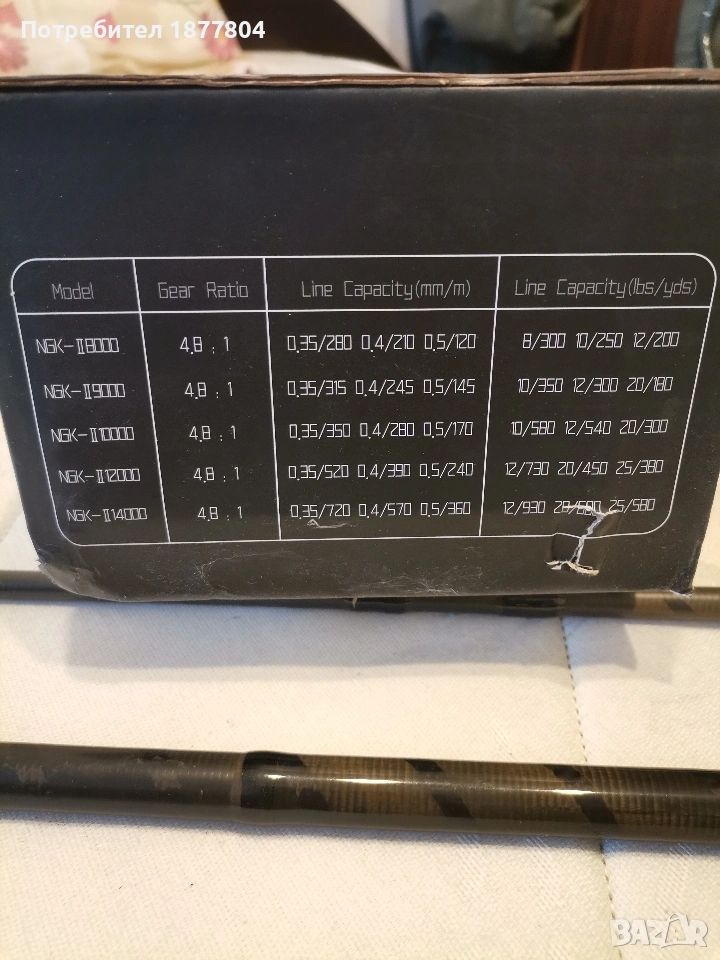 Потребител 1877804
Model Gear Ratio Line Capacity(mm/m) Line Capacity(lbs/yds)
NGK-II8000 4.8:1 0.35/280 0.4/210 0.5/120 8/300 10/250 12/200
NGK-II9000 4.8:1 0.35/315 0.4/245 0.5/145 10/350 12/300 20/180
NGK-II10000 4.8:1 0.35/350 0.4/280 0.5/170 10/580 12/540 20/300
NGK-II12000 4.8:1 0.35/520 0.4/390 0.5/240 12/730 20/450 25/380
NGK-II14000 4.8:1 0.35/720 0.4/570 0.5/360 12/930 25/580
BAZAR